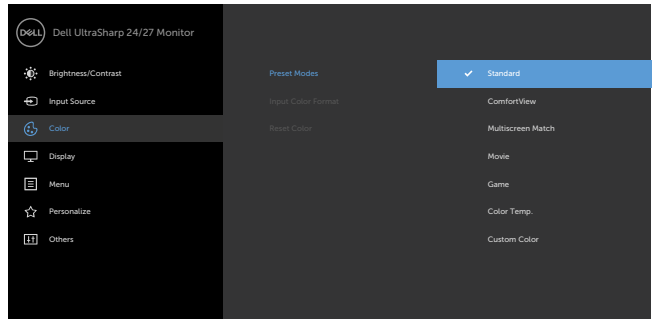 DELL Dell UltraSharp 24/27 Monitor
Brightness/Contrast
Input Source
Color
Display
Menu
Personalize
Others
Preset Modes
Input Color Format
Reset Color
Standard
ComfortView
Multiscreen Match
Movie
Game
Color Temp.
Custom Color